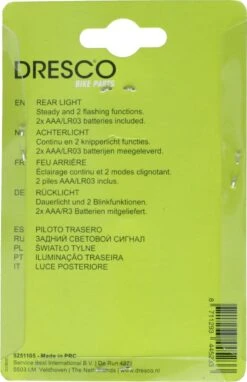 DRESCO
BIKE PARTS
EN REAR LIGHT
Steady and 2 flashing functions.
2x AAA/LR03 batteries included.
NL ACHTERLICHT
Continu en 2 knipperlicht functies.
2x AAA/LR03 batterijen meegeleverd.
FR FEU ARRIÈRE
Éclairage continu et 2 modes clignotant.
2 piles AAA/LR03 inclus.
DE RÜCKLICHT
Dauerlicht und 2 Blinkfunktionen.
2x AAA/R3 Batterien Mitgeliefert.
ES PILOTO TRASERO
RU ЗАДНИЙ СВЕТОВОЙ СИГНАЛ
PL ŚWIATŁO TYLNE
PT ILUMINAÇÃO TRASEIRA
IT LUCE POSTERIORE
5251105 - Made in PRC
Service Best International B.V. | De Run 4271
5503 LM Veldhoven | The Netherlands | www.dresco.nl